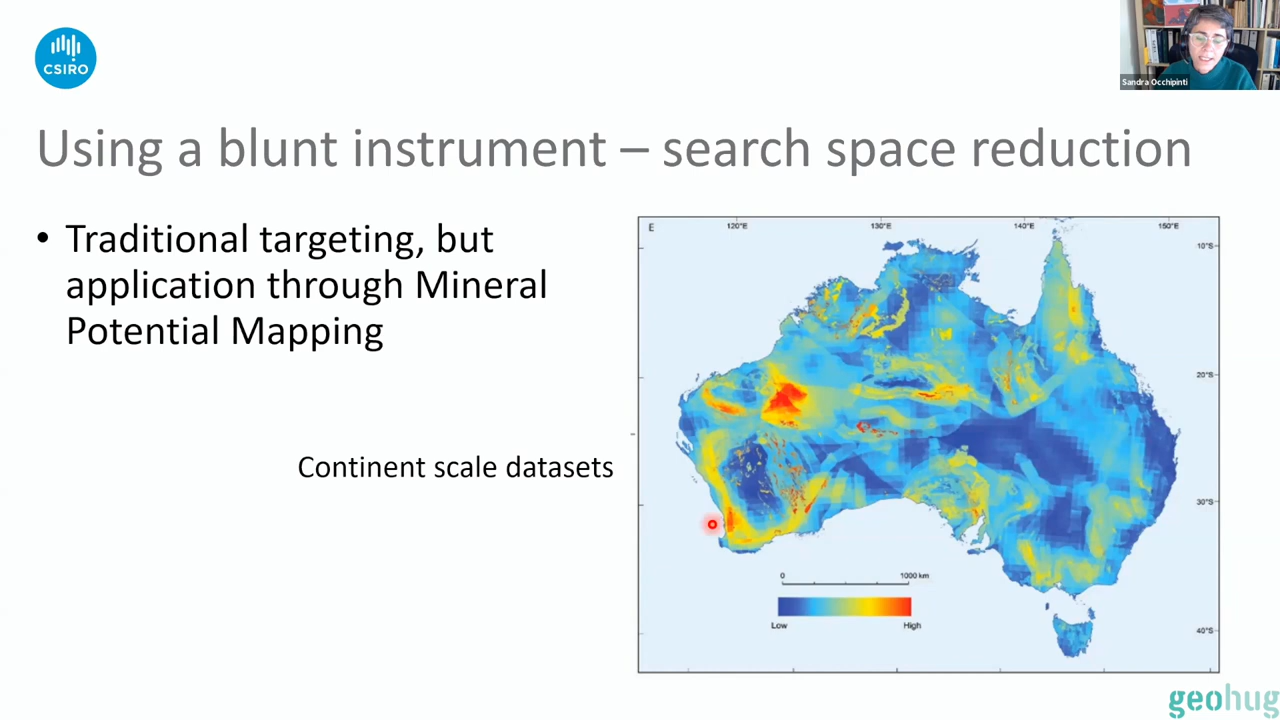 CSIRO
Sandra Occhipinti
Using a blunt instrument – search space reduction
• Traditional targeting, but
application through Mineral
Potential Mapping
Continent scale datasets
E
120°E 130°E 140°E 150°E
10°S
20°S
30°S
40°S
0 1000 km
Low High
geohug